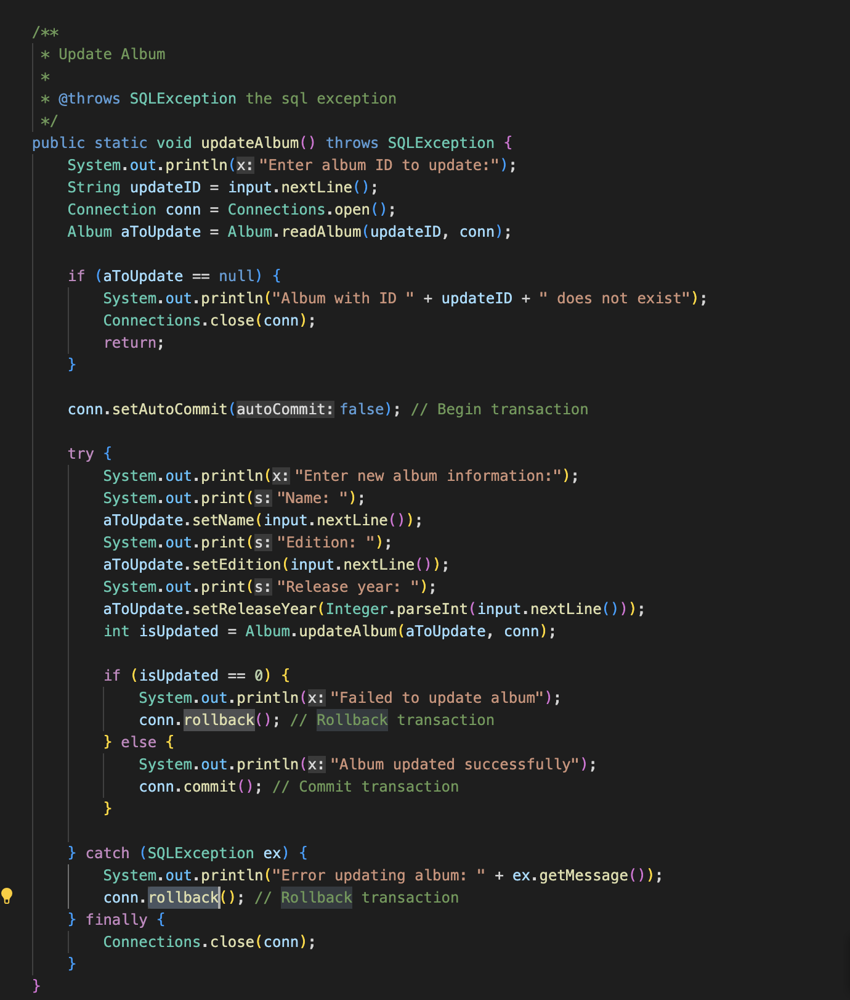 /**
* Update Album
*
* @throws SQLException the sql exception
*/
public static void updateAlbum() throws SQLException {
System.out.println(x: "Enter album ID to update:");
String updateID = input.nextLine();
Connection conn = Connections.open();
Album aToUpdate = Album.readAlbum(updateID, conn);
if (aToUpdate == null) {
System.out.println("Album with ID " + updateID + " does not exist");
Connections.close(conn);
return;
}
conn.setAutoCommit(autoCommit: false); // Begin transaction
try {
System.out.println(x: "Enter new album information:");
System.out.print(s: "Name: ");
aToUpdate.setName(input.nextLine());
System.out.print(s: "Edition: ");
aToUpdate.setEdition(input.nextLine());
System.out.print(s: "Release year: ");
aToUpdate.setReleaseYear(Integer.parseInt(input.nextLine()));
int isUpdated = Album.updateAlbum(aToUpdate, conn);
if (isUpdated == 0) {
System.out.println(x: "Failed to update album");
conn.rollback(); // Rollback transaction
} else {
System.out.println(x: "Album updated successfully");
conn.commit(); // Commit transaction
}
} catch (SQLException ex) {
System.out.println("Error updating album: " + ex.getMessage());
conn.rollback(); // Rollback transaction
} finally {
Connections.close(conn);
}
}